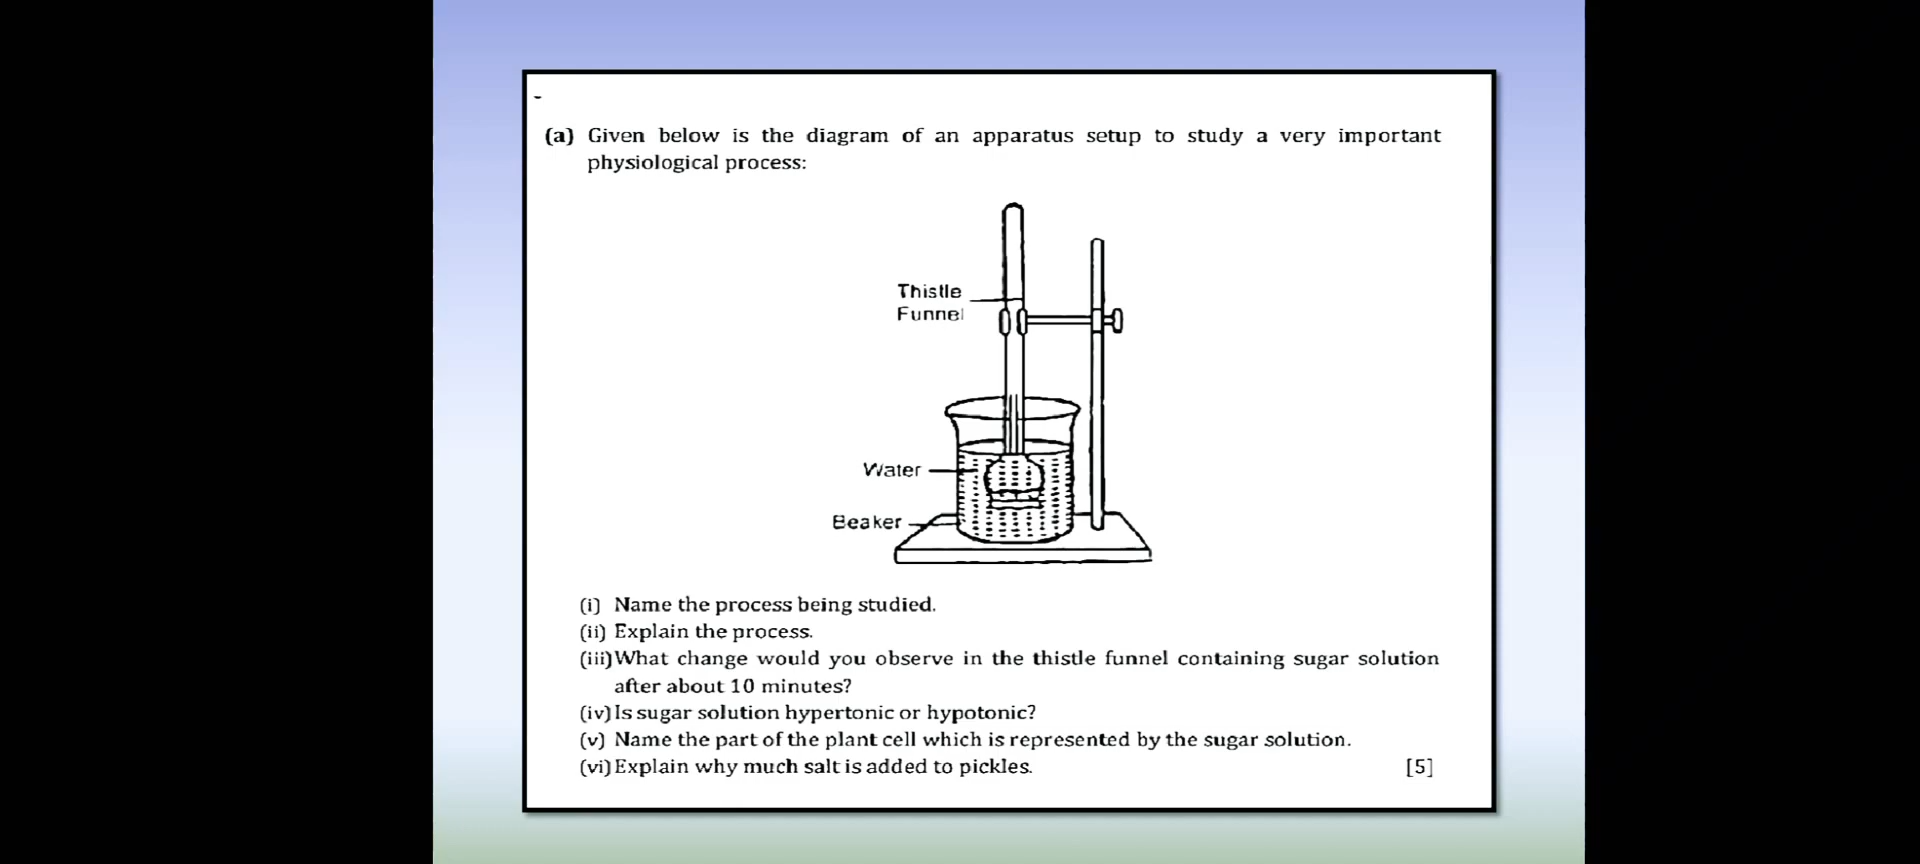 (a) Given below is the diagram of an apparatus setup to study a very important
physiological process:
Thistle
Funnel
Water
Beaker
(i) Name the process being studied.
(ii) Explain the process.
(iii)What change would you observe in the thistle funnel containing sugar solution
after about 10 minutes?
(iv)Is sugar solution hypertonic or hypotonic?
(v) Name the part of the plant cell which is represented by the sugar solution.
(vi)Explain why much salt is added to pickles. [5]